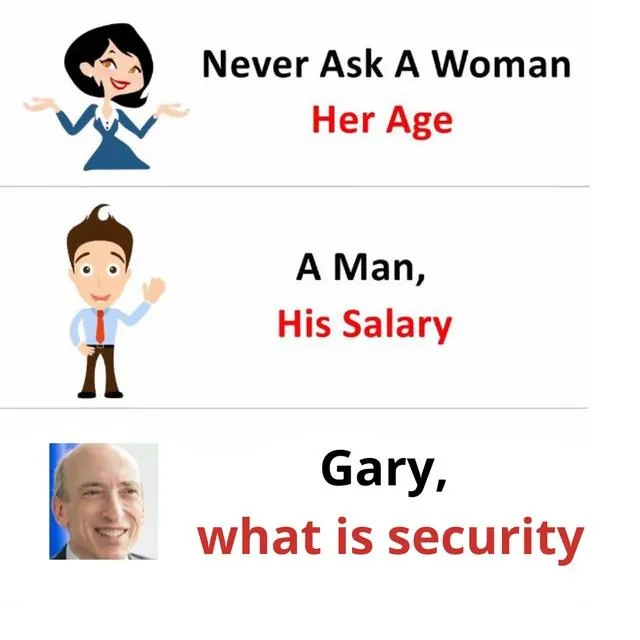 Never Ask A Woman
Her Age
A Man,
His Salary
Gary,
what is security